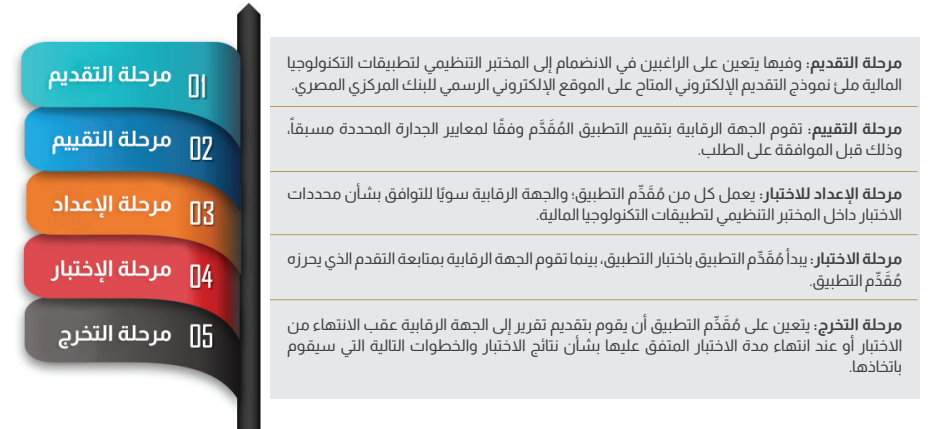 01 مرحلة التقديم
02 مرحلة التقييم
03 مرحلة الإعداد
04 مرحلة الإختبار
05 مرحلة التخرج
مرحلة التقديم: وفيها يتعين على الراغبين في الانضمام إلى المختبر التنظيمي لتطبيقات التكنولوجيا
المالية ملئ نموذج التقديم الإلكتروني المتاح على الموقع الإلكتروني الرسمي للبنك المركزي المصري.
مرحلة التقييم: تقوم الجهة الرقابية بتقييم التطبيق المُقَدَّم وفقًا لمعايير الجدارة المحددة مسبقاً،
وذلك قبل الموافقة على الطلب.
مرحلة الإعداد للاختبار: يعمل كل من مُقَدِّم التطبيق؛ والجهة الرقابية سويًا للتوافق بشأن محددات
الاختبار داخل المختبر التنظيمي لتطبيقات التكنولوجيا المالية.
مرحلة الاختبار: يبدأ مُقَدِّم التطبيق باختبار التطبيق، بينما تقوم الجهة الرقابية بمتابعة التقدم الذي يحرزه
مُقَدِّم التطبيق.
مرحلة التخرج: يتعين على مُقَدِّم التطبيق أن يقوم بتقديم تقرير إلى الجهة الرقابية عقب الانتهاء من
الاختبار أو عند انتهاء مدة الاختبار المتفق عليها بشأن نتائج الاختبار والخطوات التالية التي سيقوم
باتخاذها.